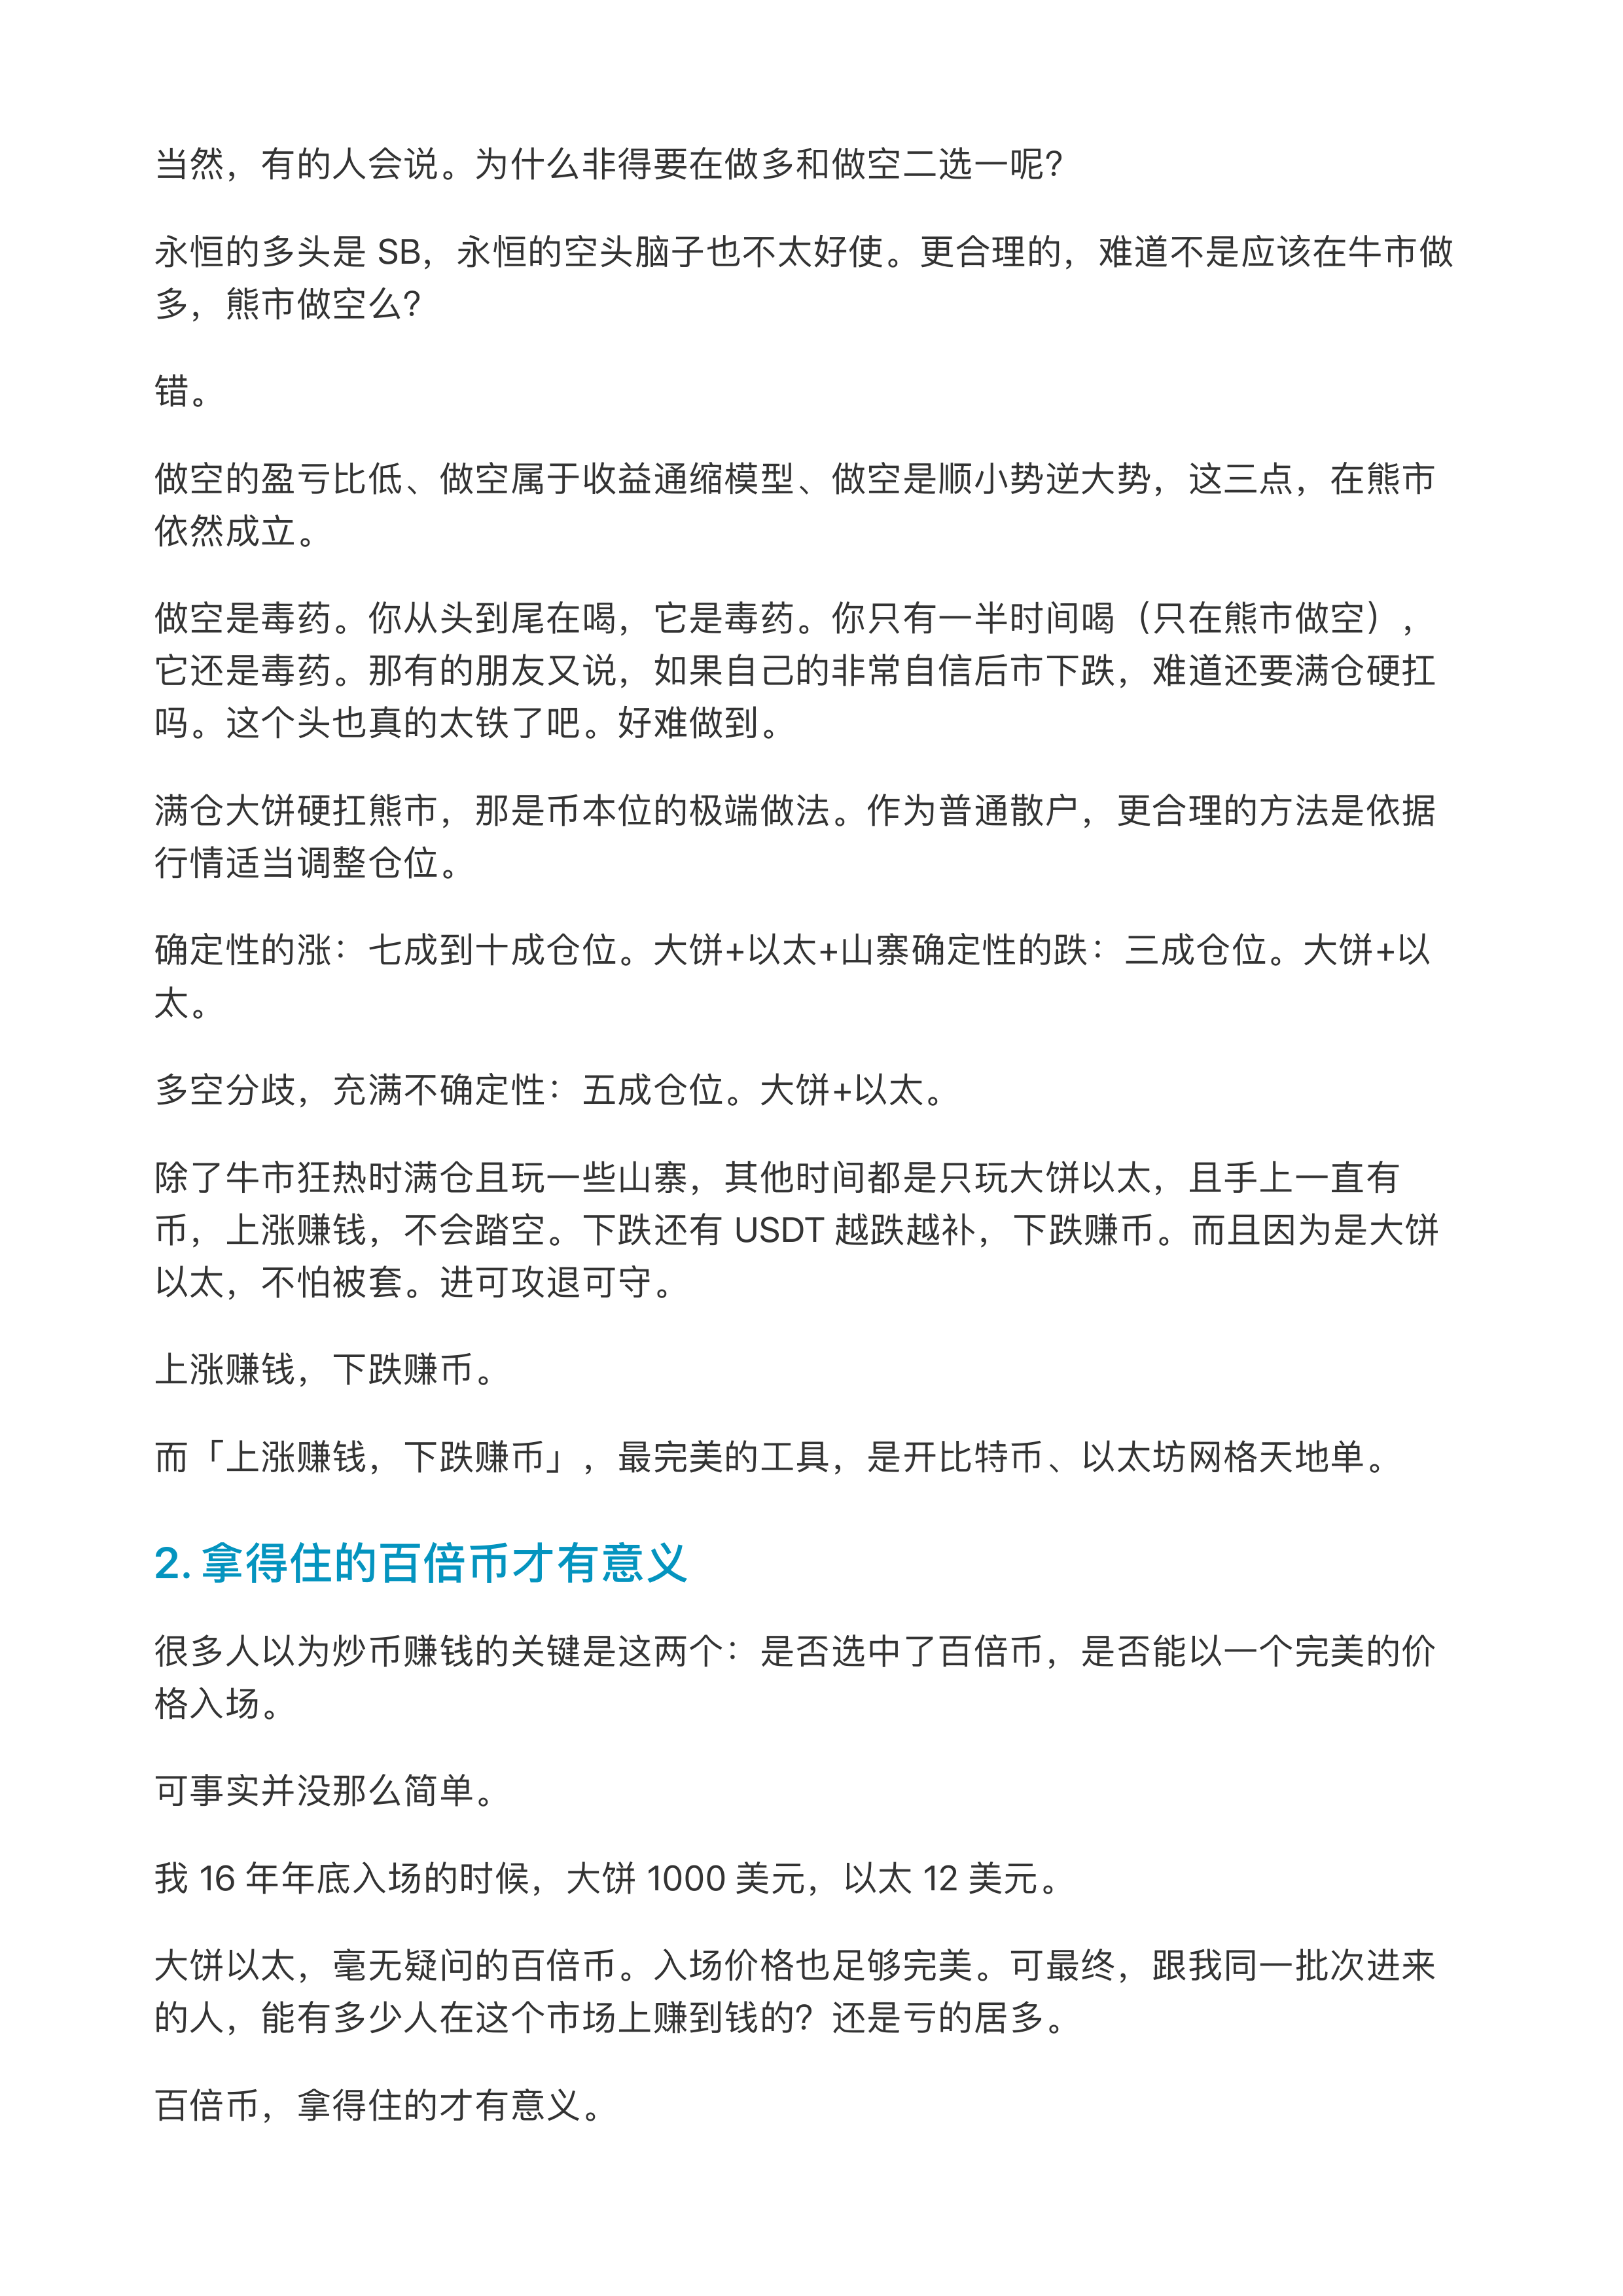 当然，有的人会说。为什么非得要在做多和做空二选一呢?
永恒的多头是 SB，永恒的空头脑子也不太好使。更合理的，难道不是应该在牛市做
多，熊市做空么?
错。
做空的盈亏比低、做空属于收益通缩模型、做空是顺小势逆大势，这三点，在熊市
依然成立。
做空是毒药。你从头到尾在喝，它是毒药。你只有一半时间喝（只在熊市做空），
它还是毒药。那有的朋友又说，如果自己的非常自信后市下跌，难道还要满仓硬扛
吗。这个头也真的太铁了吧。好难做到。
满仓大饼硬扛熊市，那是币本位的极端做法。作为普通散户，更合理的方法是依据
行情适当调整仓位。
确定性的涨：七成到十成仓位。大饼+以太+山寨确定性的跌：三成仓位。大饼+以
太。
多空分歧，充满不确定性：五成仓位。大饼+以太。
除了牛市狂热时满仓且玩一些山寨，其他时间都是只玩大饼以太，且手上一直有
币，上涨赚钱，不会踏空。下跌还有 USDT 越跌越补，下跌赚币。而且因为是大饼
以太，不怕被套。进可攻退可守。
上涨赚钱，下跌赚币。
而「上涨赚钱，下跌赚币」，最完美的工具，是开比特币、以太坊网格天地单。
2. 拿得住的百倍币才有意义
很多人以为炒币赚钱的关键是这两个：是否选中了百倍币，是否能以一个完美的价
格入场。
可事实并没那么简单。
我 16 年年底入场的时候，大饼 1000 美元，以太 12 美元。
大饼以太，毫无疑问的百倍币。入场价格也足够完美。可最终，跟我同一批次进来
的人，能有多少人在这个市场上赚到钱的？还是亏的居多。
百倍币，拿得住的才有意义。